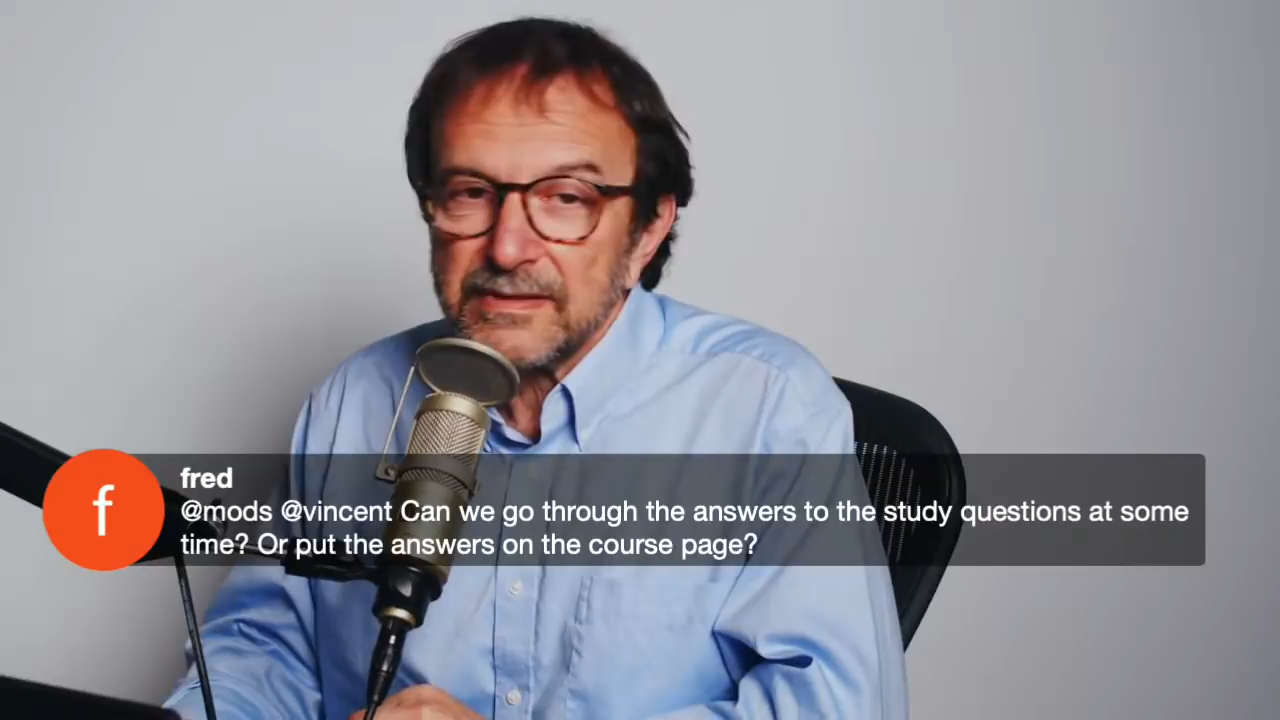 f
fred
@mods @vincent Can we go through the answers to the study questions at some
time? Or put the answers on the course page?